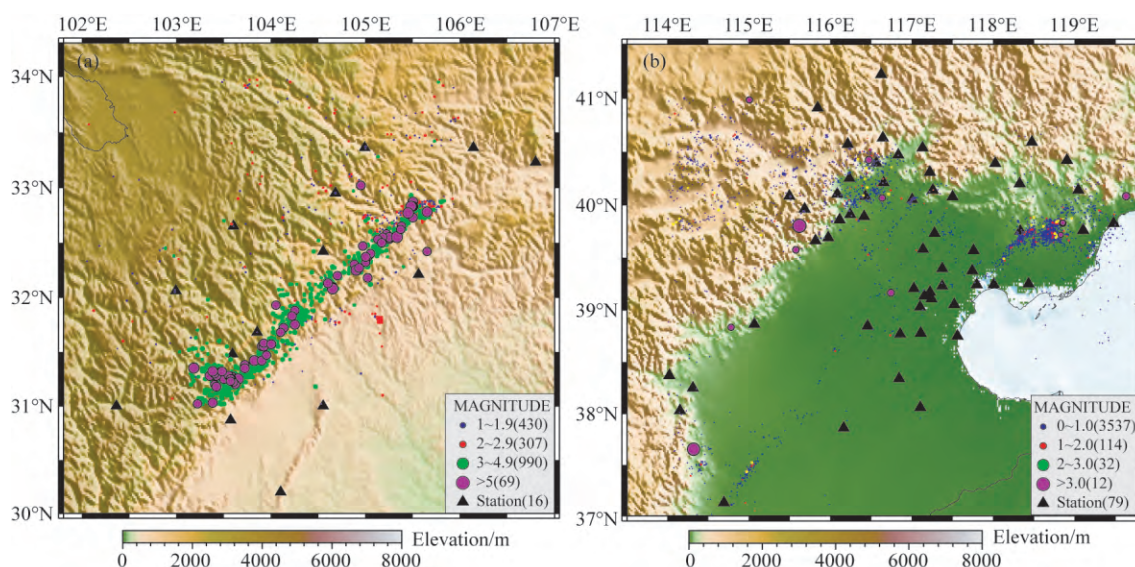 102°E 103°E 104°E 105°E 106°E 107°E
(a)
34°N
33°N
32°N
31°N
30°N
MAGNITUDE
1~1.9(430)
2~2.9(307)
3~4.9(990)
>5(69)
Station(16)
0 2000 4000 6000 8000
Elevation/m
114°E 115°E 116°E 117°E 118°E 119°E
(b)
41°N
40°N
39°N
38°N
37°N
MAGNITUDE
0~1.0(3537)
1~2.0(114)
2~3.0(32)
>3.0(12)
Station(79)
0 2000 4000 6000 8000
Elevation/m